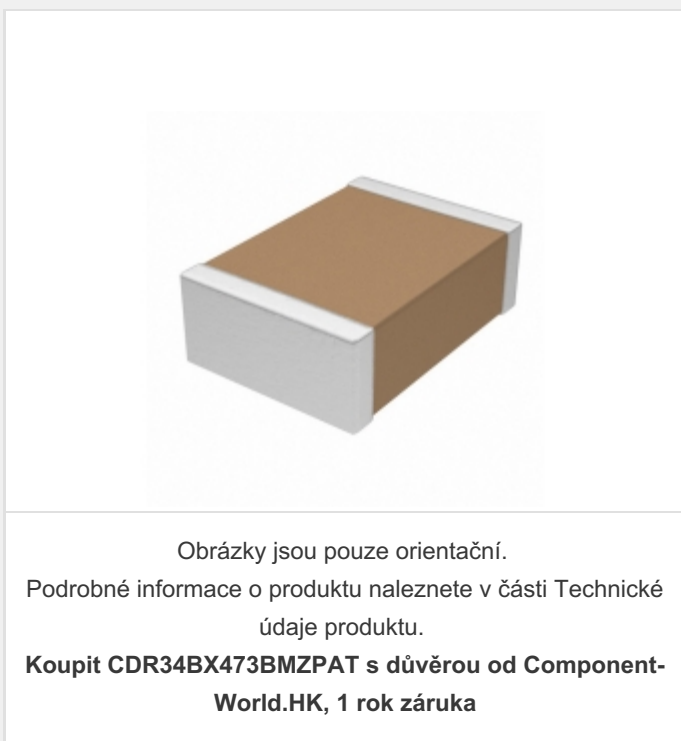 Obrázky jsou pouze orientační.
Podrobné informace o produktu naleznete v části Technické
údaje produktu.
Koupit CDR34BX473BMZPAT s důvěrou od Component-
World.HK, 1 rok záruka